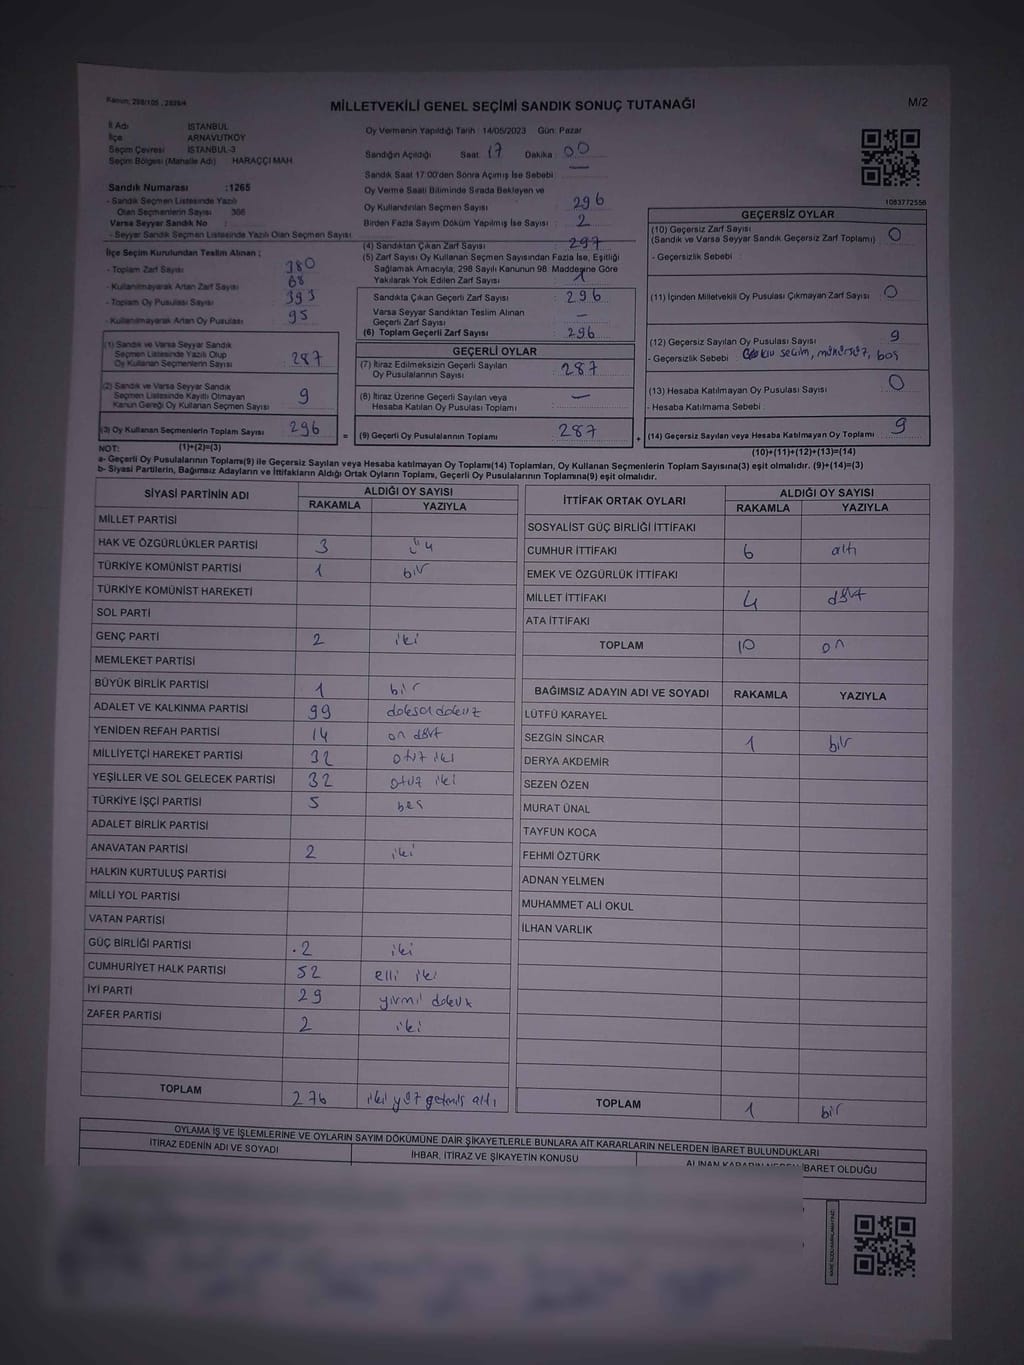 Kanun: 298/105, 2839/4
MİLLETVEKİLİ GENEL SEÇİMİ SANDIK SONUÇ TUTANAĞI
M/2
İl Adı İSTANBUL
İlçe ARNAVUTKÖY
Seçim Çevresi İSTANBUL-3
Seçim Bölgesi (Mahalle Adı) : HARAÇÇI MAH
Sandık Numarası :1265
- Sandık Seçmen Listesinde Yazılı
Olan Seçmenlerin Sayısı 306
Varsa Seyyar Sandık No :
- Seyyar Sandık Seçmen Listesinde Yazılı Olan Seçmen Sayısı
Oy Vermenin Yapıldığı Tarih : 14/05/2023 Gün: Pazar
Sandığın Açıldığı Saat 17 Dakika : 00
Sandık Saat 17:00'den Sonra Açımış İse Sebebi : —
Oy Verme Saati Bitiminde Sırada Bekleyen ve
Oy Kullandırılan Seçmen Sayısı 296
Birden Fazla Sayım Döküm Yapılmış İse Sayısı : 2
1083772556
İlçe Seçim Kurulundan Teslim Alınan ;
- Toplam Zarf Sayısı 380
- Kullanılmayarak Artan Zarf Sayısı 68
- Toplam Oy Pusulası Sayısı 393
- Kullanılmayarak Artan Oy Pusulası 95
(1) Sandık ve Varsa Seyyar Sandık
Seçmen Listesinde Yazılı Olup
Oy Kullanan Seçmenlerin Sayısı 287
(2) Sandık ve Varsa Seyyar Sandık
Seçmen Listesinde Kayıtlı Olmayan
Kanun Gereği Oy Kullanan Seçmen Sayısı 9
(3) Oy Kullanan Seçmenlerin Toplam Sayısı 296
(1)+(2)=(3)
(4) Sandıktan Çıkan Zarf Sayısı 297
(5) Zarf Sayısı Oy Kullanan Seçmen Sayısından Fazla İse, Eşitliği
Sağlamak Amacıyla, 298 Sayılı Kanunun 98. Maddesine Göre
Yakılarak Yok Edilen Zarf Sayısı 1
Sandıkta Çıkan Geçerli Zarf Sayısı : 296
Varsa Seyyar Sandıktan Teslim Alınan
Geçerli Zarf Sayısı —
(6) Toplam Geçerli Zarf Sayısı 296
GEÇERLİ OYLAR
(7) İtiraz Edilmeksizin Geçerli Sayılan
Oy Pusulalarının Sayısı 287
(8) İtiraz Üzerine Geçerli Sayılan veya
Hesaba Katılan Oy Pusulası Toplamı —
= (9) Geçerli Oy Pusulalarının Toplamı 287
GEÇERSİZ OYLAR
(10) Geçersiz Zarf Sayısı
(Sandık ve Varsa Seyyar Sandık Geçersiz Zarf Toplamı) 0
- Geçersizlik Sebebi :
(11) İçinden Milletvekili Oy Pusulası Çıkmayan Zarf Sayısı 0
(12) Geçersiz Sayılan Oy Pusulası Sayısı 9
- Geçersizlik Sebebi seçim, mühürsüz, boş
(13) Hesaba Katılmayan Oy Pusulası Sayısı 0
- Hesaba Katılmama Sebebi :
+ (14) Geçersiz Sayılan veya Hesaba Katılmayan Oy Toplamı 9
(10)+(11)+(12)+(13)=(14)
NOT:
a- Geçerli Oy Pusulalarının Toplamı(9) ile Geçersiz Sayılan veya Hesaba katılmayan Oy Toplamı(14) Toplamları, Oy Kullanan Seçmenlerin Toplam Sayısına(3) eşit olmalıdır. (9)+(14)=(3)
b- Siyasi Partilerin, Bağımsız Adayların ve İttifakların Aldığı Ortak Oyların Toplamı, Geçerli Oy Pusulalarının Toplamına(9) eşit olmalıdır.
SİYASİ PARTİNİN ADI ALDIĞI OY SAYISI
RAKAMLA YAZIYLA
MİLLET PARTİSİ
HAK VE ÖZGÜRLÜKLER PARTİSİ 3 üç
TÜRKİYE KOMÜNİST PARTİSİ 1 bir
TÜRKİYE KOMÜNİST HAREKETİ
SOL PARTİ
GENÇ PARTİ 2 iki
MEMLEKET PARTİSİ
BÜYÜK BİRLİK PARTİSİ 1 bir
ADALET VE KALKINMA PARTİSİ 99 doksan dokuz
YENİDEN REFAH PARTİSİ 14 on dört
MİLLİYETÇİ HAREKET PARTİSİ 32 otuz iki
YEŞİLLER VE SOL GELECEK PARTİSİ 32 otuz iki
TÜRKİYE İŞÇİ PARTİSİ 5 beş
ADALET BİRLİK PARTİSİ
ANAVATAN PARTİSİ 2 iki
HALKIN KURTULUŞ PARTİSİ
MİLLİ YOL PARTİSİ
VATAN PARTİSİ
GÜÇ BİRLİĞİ PARTİSİ 2 iki
CUMHURİYET HALK PARTİSİ 52 elli iki
İYİ PARTİ 29 yirmi dokuz
ZAFER PARTİSİ 2 iki
TOPLAM 276 iki yüz yetmiş altı
İTTİFAK ORTAK OYLARI ALDIĞI OY SAYISI
RAKAMLA YAZIYLA
SOSYALİST GÜÇ BİRLİĞİ İTTİFAKI
CUMHUR İTTİFAKI 6 altı
EMEK VE ÖZGÜRLÜK İTTİFAKI
MİLLET İTTİFAKI 4 dört
ATA İTTİFAKI
TOPLAM 10 on
BAĞIMSIZ ADAYIN ADI VE SOYADI RAKAMLA YAZIYLA
LÜTFÜ KARAYEL
SEZGİN SİNCAR 1 bir
DERYA AKDEMİR
SEZEN ÖZEN
MURAT ÜNAL
TAYFUN KOCA
FEHMİ ÖZTÜRK
ADNAN YELMEN
MUHAMMET ALİ OKUL
İLHAN VARLIK
TOPLAM 1 bir
OYLAMA İŞ VE İŞLEMLERİNE VE OYLARIN SAYIM DÖKÜMÜNE DAİR ŞİKAYETLERLE BUNLARA AİT KARARLARIN NELERDEN İBARET BULUNDUKLARI
İTİRAZ EDENİN ADI VE SOYADI İHBAR, İTİRAZ VE ŞİKAYETİN KONUSU ALINAN KARARIN NEDEN İBARET OLDUĞU